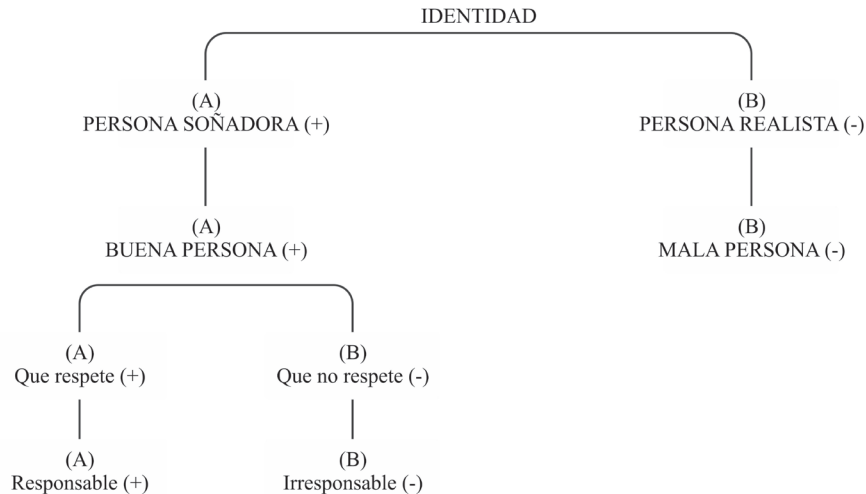 IDENTIDAD
(A)
PERSONA SOÑADORA (+)
(B)
PERSONA REALISTA (-)
(A)
BUENA PERSONA (+)
(B)
MALA PERSONA (-)
(A)
Que respete (+)
(B)
Que no respete (-)
(A)
Responsable (+)
(B)
Irresponsable (-)